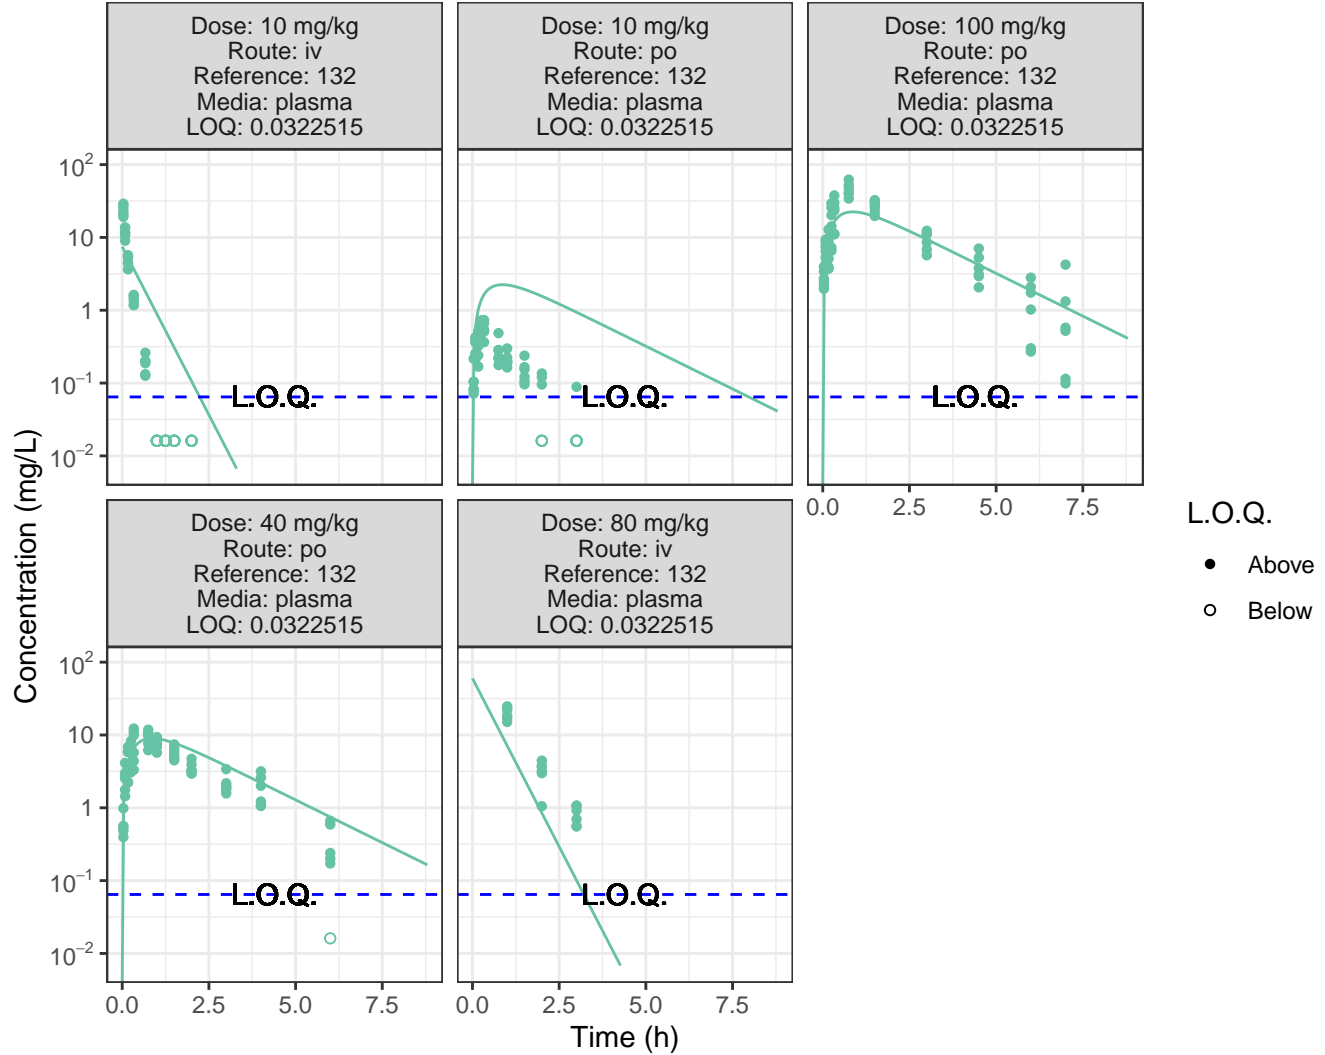 Dose: 10 mg/kg
Route: iv
Reference: 132
Media: plasma
LOQ: 0.0322515
Dose: 10 mg/kg
Route: po
Reference: 132
Media: plasma
LOQ: 0.0322515
Dose: 100 mg/kg
Route: po
Reference: 132
Media: plasma
LOQ: 0.0322515
10²
10
1
10⁻¹
10⁻²
L.O.Q.
L.O.Q.
L.O.Q.
0.0 2.5 5.0 7.5
Dose: 40 mg/kg
Route: po
Reference: 132
Media: plasma
LOQ: 0.0322515
Dose: 80 mg/kg
Route: iv
Reference: 132
Media: plasma
LOQ: 0.0322515
10²
10
1
10⁻¹
10⁻²
L.O.Q.
L.O.Q.
0.0 2.5 5.0 7.5
0.0 2.5 5.0 7.5
Time (h)
Concentration (mg/L)
L.O.Q.
Above
Below